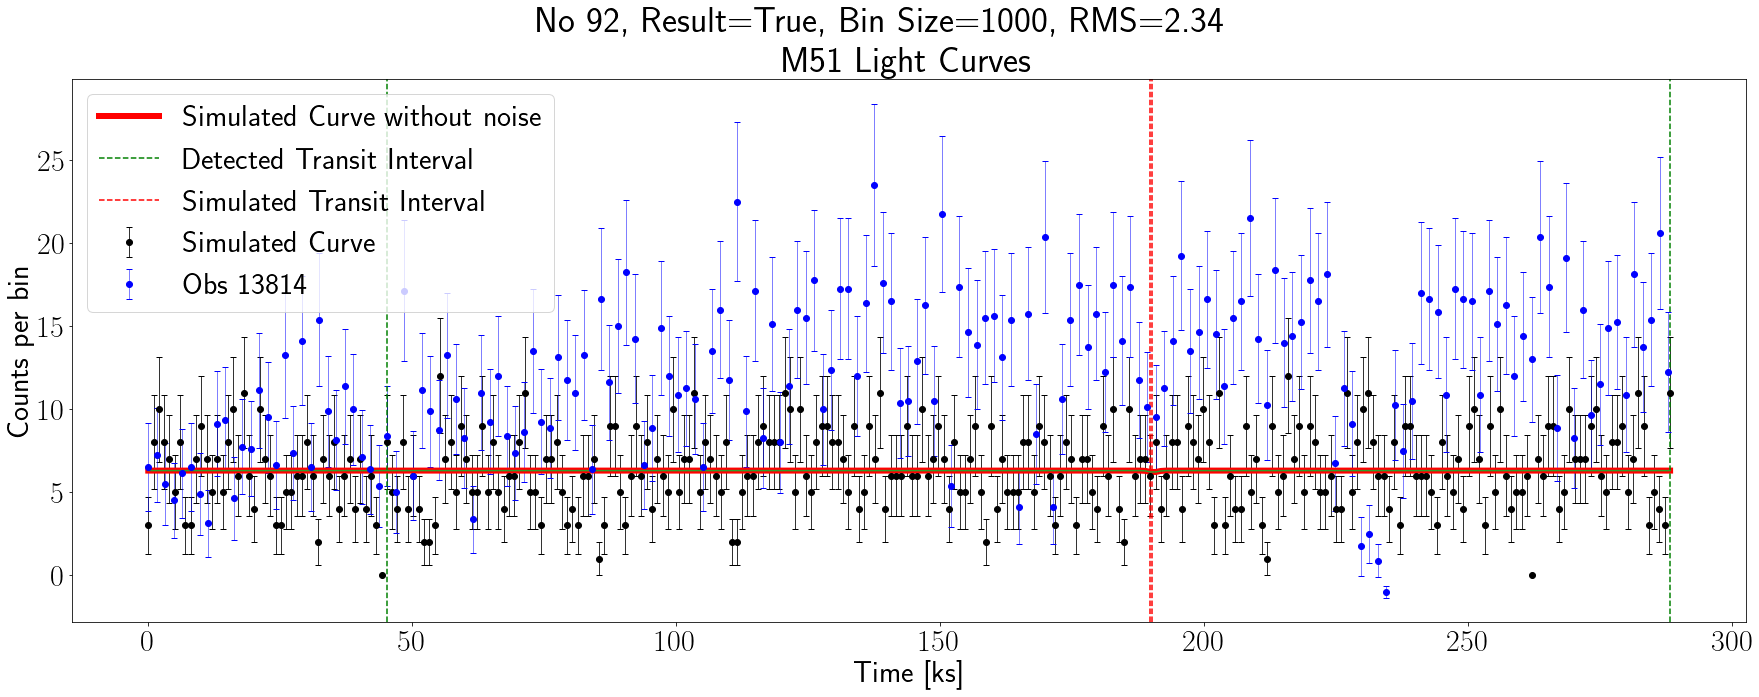 No 92, Result=True, Bin Size=1000, RMS=2.34
M51 Light Curves
Simulated Curve without noise
Detected Transit Interval
Simulated Transit Interval
Simulated Curve
Obs 13814
Counts per bin
25
20
15
10
5
0
0 50 100 150 200 250 300
Time [ks]